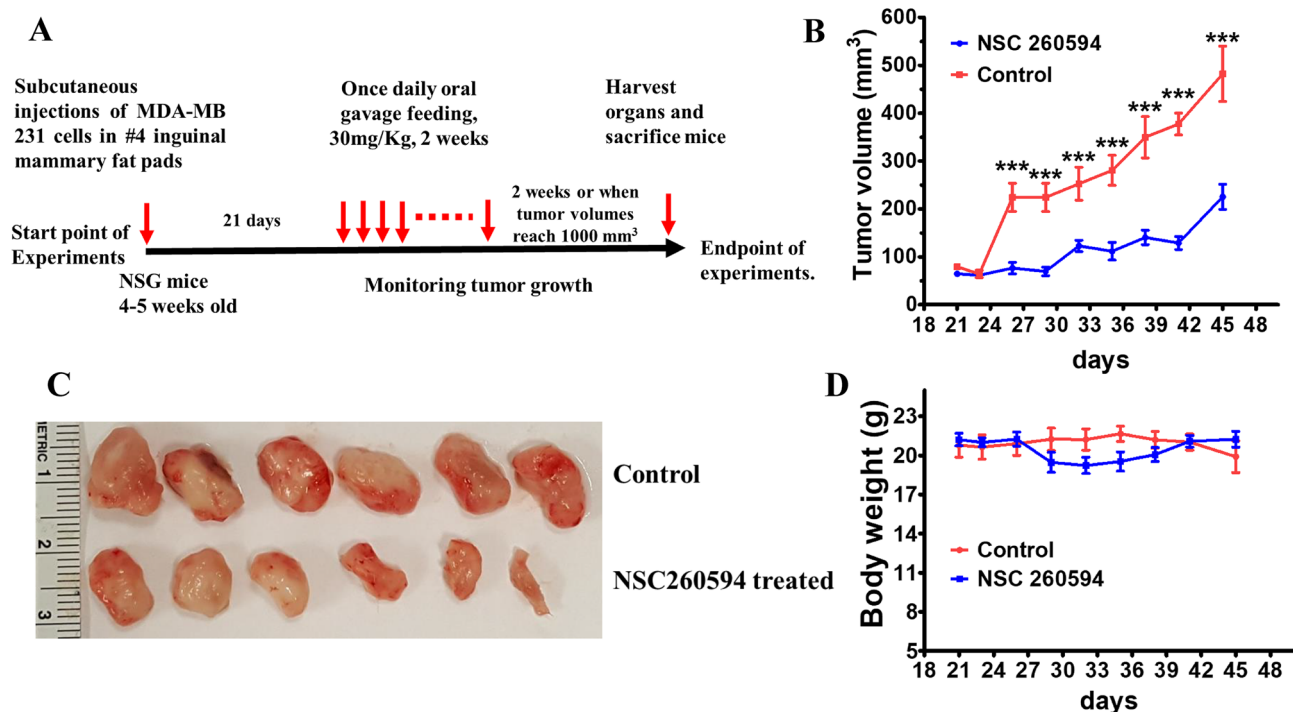 A
Subcutaneous
injections of MDA-MB
231 cells in #4 inguinal
mammary fat pads
Once daily oral
gavage feeding,
30mg/Kg, 2 weeks
Harvest
organs and
sacrifice mice
Start point of
Experiments
21 days
2 weeks or when
tumor volumes
reach 1000 mm³
Endpoint of
experiments.
NSG mice
4-5 weeks old
Monitoring tumor growth
B
NSC 260594
Control
Tumor volume (mm³)
600
500
400
300
200
100
0
*** *** *** *** *** *** ***
18 21 24 27 30 33 36 39 42 45 48
days
C
ETRIC 1
2
3
Control
NSC260594 treated
D
Body weight (g)
23
20
17
14
11
8
5
Control
NSC 260594
18 21 24 27 30 33 36 39 42 45 48
days